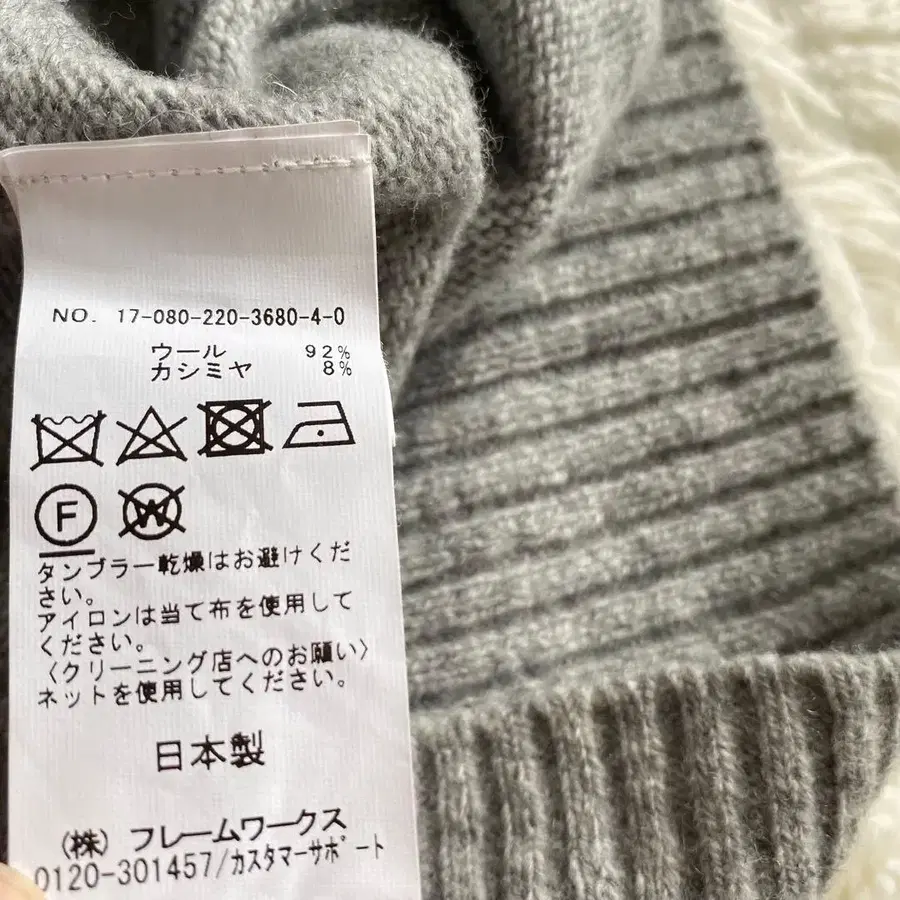 NO. 17-080-220-3680-4-0
ウール 92%
カシミヤ 8%
F W
タンブラー乾燥はお避けくだ
さい。
アイロンは当て布を使用して
ください。
〈クリーニング店へのお願い〉
ネットを使用してください。
日本製
(株) フレームワークス
0120-301457/カスタマーサポート